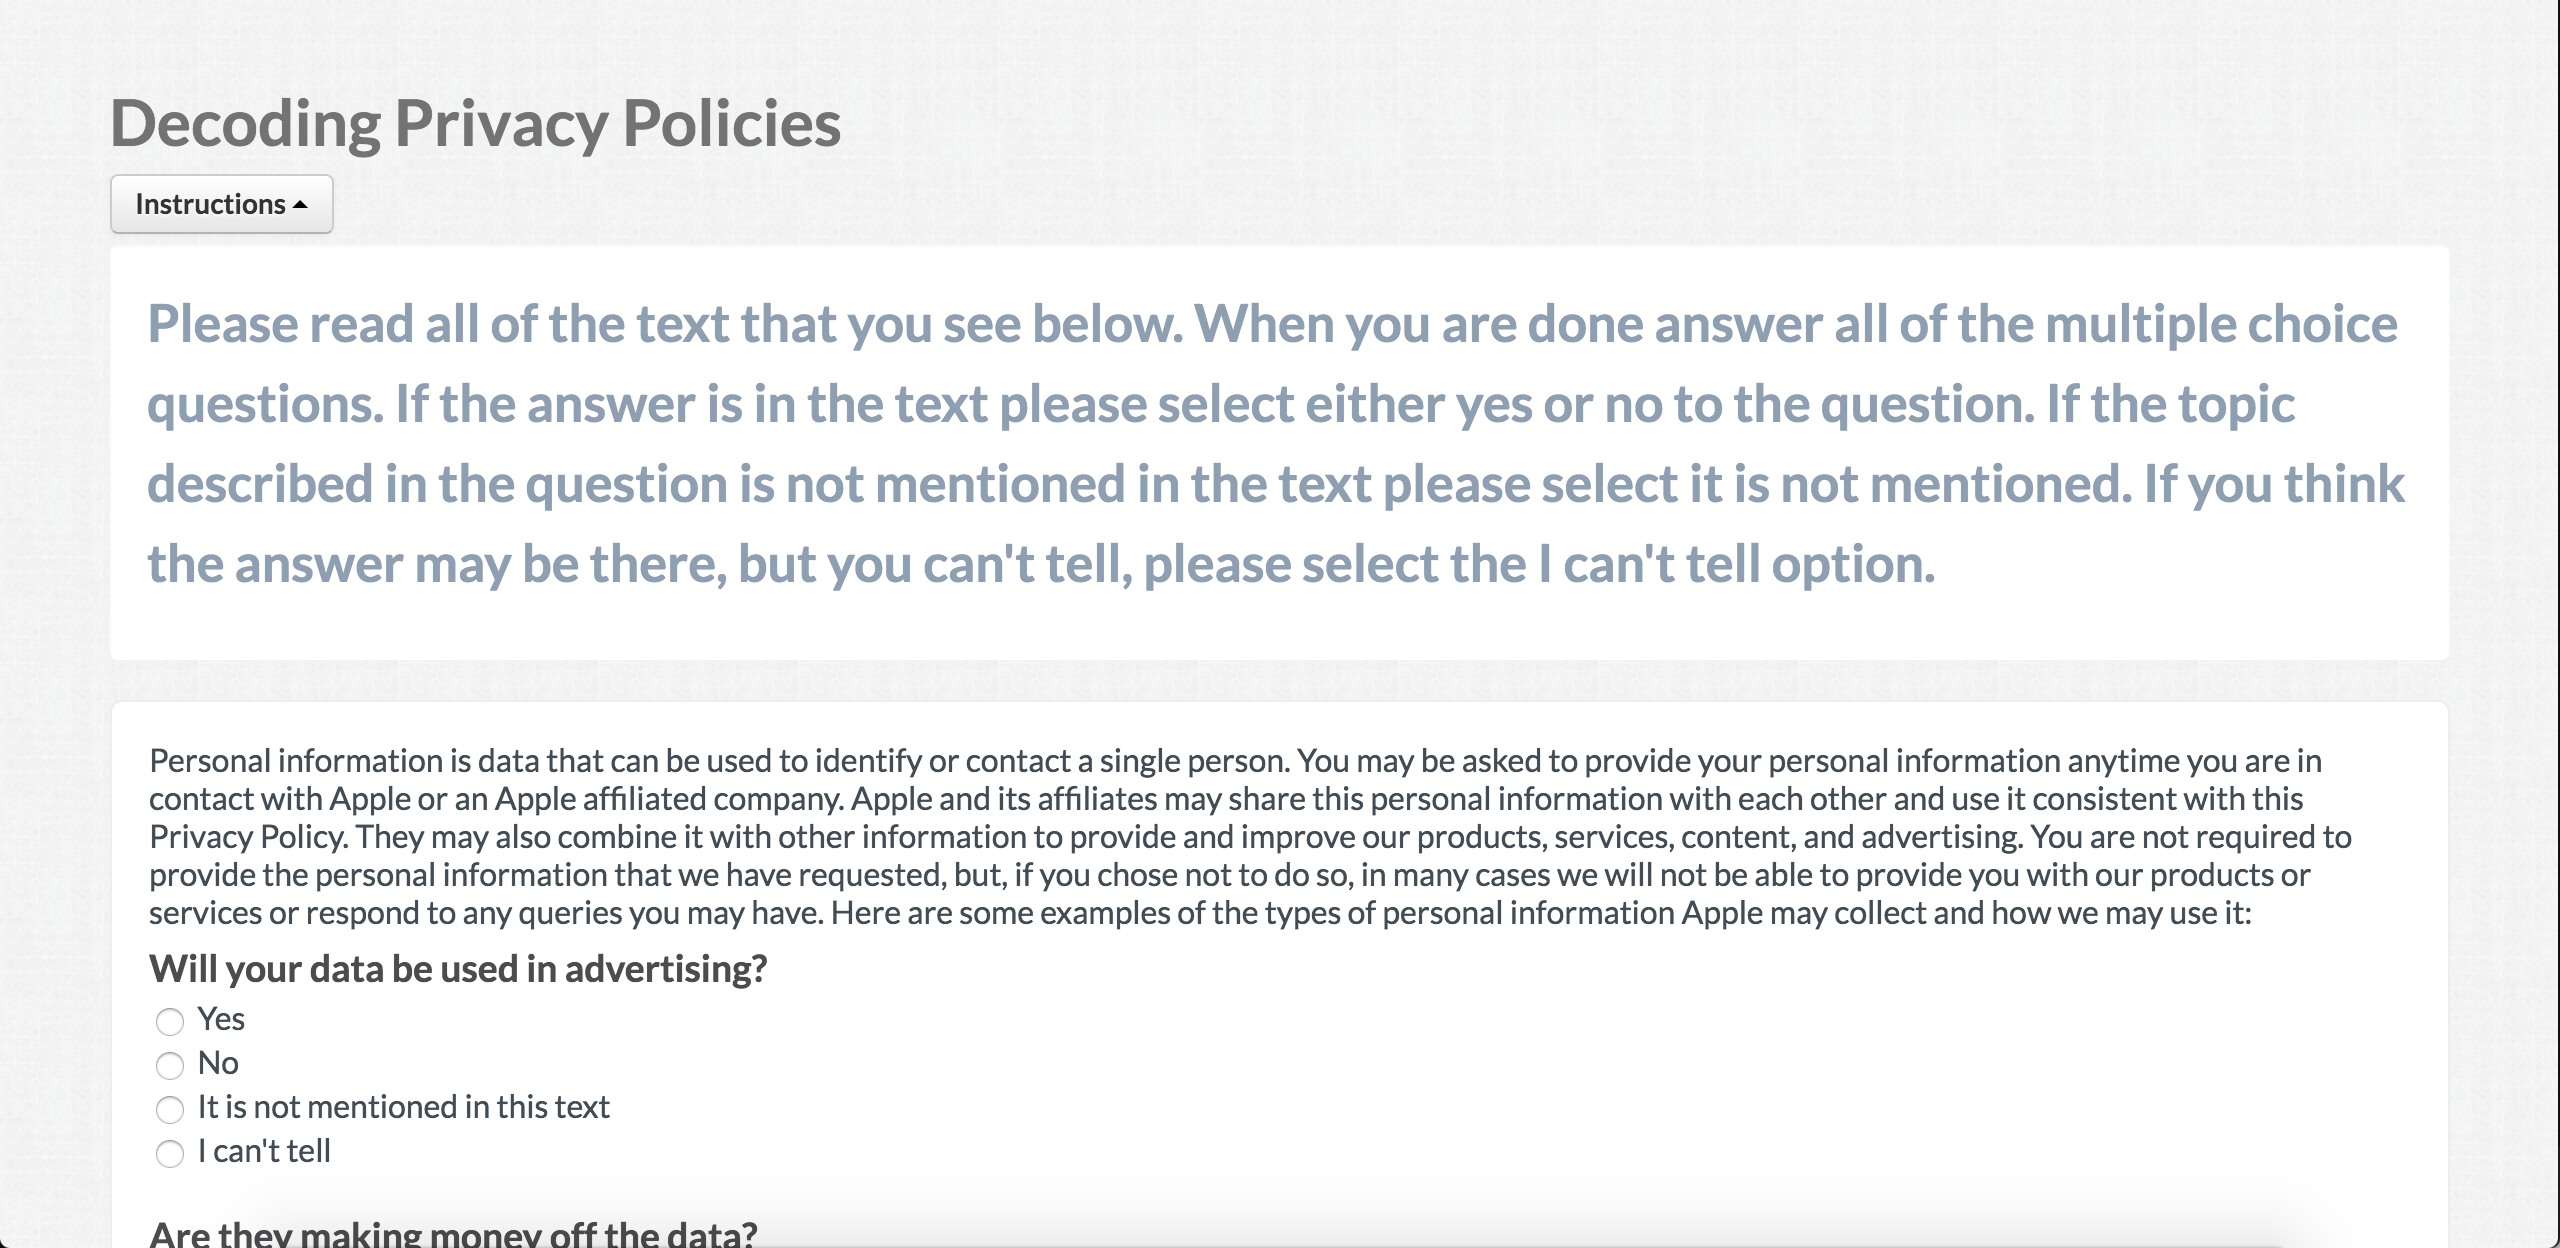 Decoding Privacy Policies
Instructions
Please read all of the text that you see below. When you are done answer all of the multiple choice
questions. If the answer is in the text please select either yes or no to the question. If the topic
described in the question is not mentioned in the text please select it is not mentioned. If you think
the answer may be there, but you can't tell, please select the I can't tell option.
Personal information is data that can be used to identify or contact a single person. You may be asked to provide your personal information anytime you are in
contact with Apple or an Apple affiliated company. Apple and its affiliates may share this personal information with each other and use it consistent with this
Privacy Policy. They may also combine it with other information to provide and improve our products, services, content, and advertising. You are not required to
provide the personal information that we have requested, but, if you chose not to do so, in many cases we will not be able to provide you with our products or
services or respond to any queries you may have. Here are some examples of the types of personal information Apple may collect and how we may use it:
Will your data be used in advertising?
Yes
No
It is not mentioned in this text
I can't tell
Are they making money off the data?